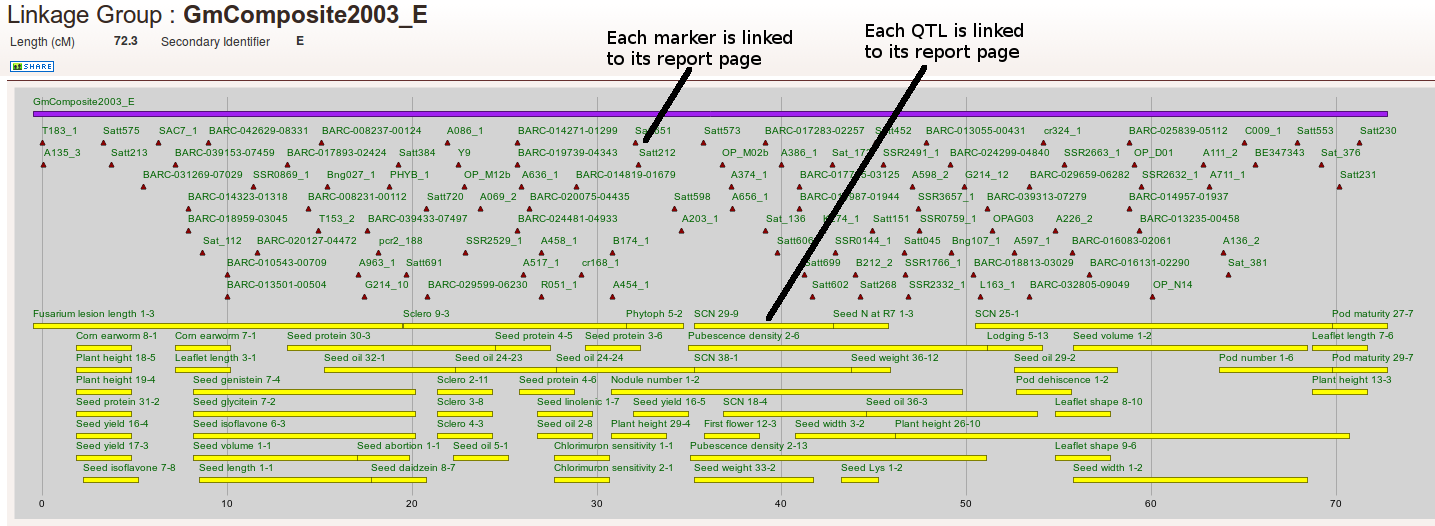 Linkage Group : GmComposite2003_E
Length (cM) 72.3 Secondary Identifier E
SHARE
Each marker is linked
to its report page
Each QTL is linked
to its report page
GmComposite2003_E
T183_1 Satt575 SAC7_1 BARC-042629-08331 BARC-008237-00124 A086_1 BARC-014271-01299 Satt573 BARC-017283-02257 BARC-013055-00431 cr324_1 BARC-025839-05112 C009_1 Satt553 Satt230
A135_3 Satt213 BARC-039153-07459 BARC-017893-02424 Satt384 Y9 BARC-019739-04343 Satt212 OP_M02b A386_1 SSR2491_1 BARC-024299-04840 SSR2663_1 OP_D01 A111_2 BE347343 Sat_376
BARC-031269-07029 SSR0869_1 Bng027_1 PHYB_1 OP_M12b A636_1 BARC-014819-01679 A374_1 A598_2 G214_12 BARC-029659-06282 SSR2632_1 A711_1 Satt231
BARC-014323-01318 BARC-008231-00112 Satt720 A069_2 BARC-020075-04435 Satt598 A656_1 SSR3657_1 BARC-039313-07279 BARC-014957-01937
BARC-018959-03045 T153_2 BARC-039433-07497 BARC-024481-04933 A203_1 Sat_136 Satt151 SSR0759_1 OPAG03 A226_2 BARC-013235-00458
Sat_112 BARC-020127-04472 pcr2_188 SSR2529_1 A458_1 B174_1 Satt606 SSR0144_1 Satt045 Bng107_1 A597_1 BARC-016083-02061 A136_2
BARC-010543-00709 A963_1 Satt691 A517_1 cr168_1 Satt699 B212_2 SSR1766_1 BARC-018813-03029 BARC-016131-02290 Sat_381
BARC-013501-00504 G214_10 BARC-029599-06230 R051_1 A454_1 Satt602 Satt268 SSR2332_1 L163_1 BARC-032805-09049 OP_N14
Fusarium lesion length 1-3 Sclero 9-3 Phytoph 5-2 SCN 29-9 Seed N at R7 1-3 SCN 25-1 Pod maturity 27-7
Corn earworm 8-1 Corn earworm 7-1 Seed protein 30-3 Seed protein 4-5 Seed protein 3-6 Pubescence density 2-6 Lodging 5-13 Seed volume 1-2 Leaflet length 7-6
Plant height 18-5 Leaflet length 3-1 Seed oil 32-1 Seed oil 24-23 Seed oil 24-24 SCN 38-1 Seed weight 36-12 Seed oil 29-2 Pod number 1-6 Pod maturity 29-7
Plant height 19-4 Seed genistein 7-4 Sclero 2-11 Seed protein 4-6 Nodule number 1-2 Pod dehiscence 1-2 Plant height 13-3
Seed protein 31-2 Seed glycitein 7-2 Sclero 3-8 Seed linolenic 1-7 Seed yield 16-5 SCN 18-4 Seed oil 36-3 Leaflet shape 8-10
Seed yield 16-4 Seed isoflavone 6-3 Sclero 4-3 Seed oil 2-8 Plant height 29-4 First flower 12-3 Seed width 3-2 Plant height 26-10
Seed yield 17-3 Seed volume 1-1 Seed abortion 1-1 Seed oil 5-1 Chlorimuron sensitivity 1-1 Pubescence density 2-13 Leaflet shape 9-6
Seed isoflavone 7-8 Seed length 1-1 Seed daidzein 8-7 Chlorimuron sensitivity 2-1 Seed weight 33-2 Seed Lys 1-2 Seed width 1-2
0 10 20 30 40 50 60 70